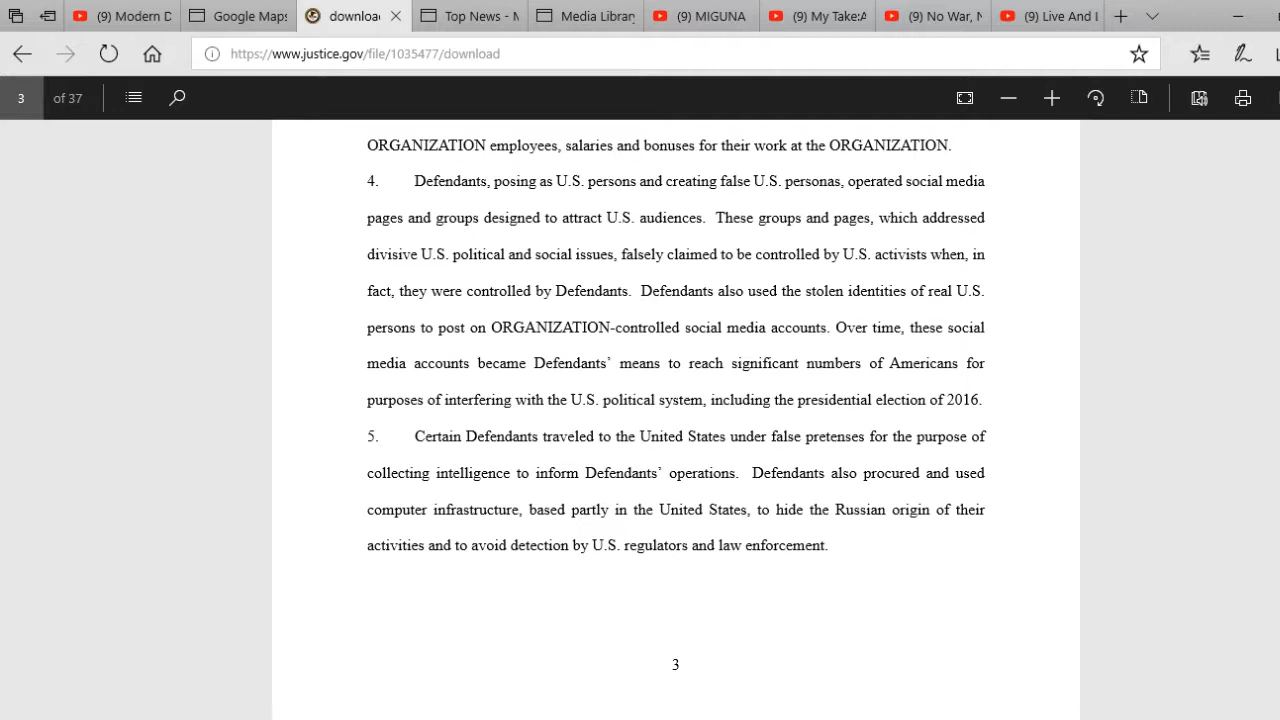 (9) Modern D
Google Maps
downloa
Top News - M
Media Library
(9) MIGUNA
(9) My Take:A
(9) No War, N
(9) Live And L
https://www.justice.gov/file/1035477/download
3 of 37
ORGANIZATION employees, salaries and bonuses for their work at the ORGANIZATION.
4. Defendants, posing as U.S. persons and creating false U.S. personas, operated social media
pages and groups designed to attract U.S. audiences. These groups and pages, which addressed
divisive U.S. political and social issues, falsely claimed to be controlled by U.S. activists when, in
fact, they were controlled by Defendants. Defendants also used the stolen identities of real U.S.
persons to post on ORGANIZATION-controlled social media accounts. Over time, these social
media accounts became Defendants' means to reach significant numbers of Americans for
purposes of interfering with the U.S. political system, including the presidential election of 2016.
5. Certain Defendants traveled to the United States under false pretenses for the purpose of
collecting intelligence to inform Defendants' operations. Defendants also procured and used
computer infrastructure, based partly in the United States, to hide the Russian origin of their
activities and to avoid detection by U.S. regulators and law enforcement.
3